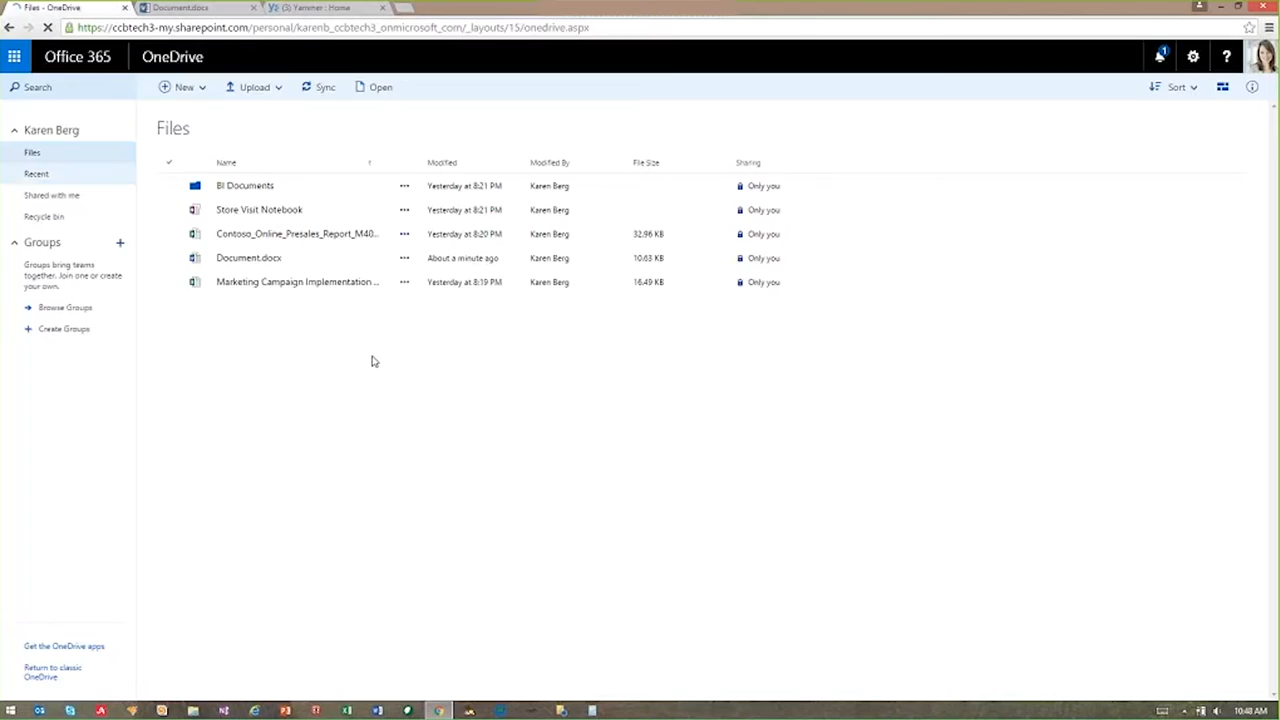 Files - OneDrive
Document.docx
(3) Yammer : Home
https://ccbtech3-my.sharepoint.com/personal/karenb_ccbtech3_onmicrosoft_com/_layouts/15/onedrive.aspx
Office 365
OneDrive
1
?
Search
New
Upload
Sync
Open
Sort
Karen Berg
Files
Recent
Shared with me
Recycle bin
Groups
Groups bring teams
together. Join one or create
your own.
Browse Groups
Create Groups
Get the OneDrive apps
Return to classic
OneDrive
Files
Name Modified Modified By File Size Sharing
BI Documents Yesterday at 8:21 PM Karen Berg Only you
Store Visit Notebook Yesterday at 8:21 PM Karen Berg Only you
Contoso_Online_Presales_Report_M40... Yesterday at 8:20 PM Karen Berg 32.96 KB Only you
Document.docx About a minute ago Karen Berg 10.63 KB Only you
Marketing Campaign Implementation ... Yesterday at 8:19 PM Karen Berg 16.49 KB Only you
10:48 AM